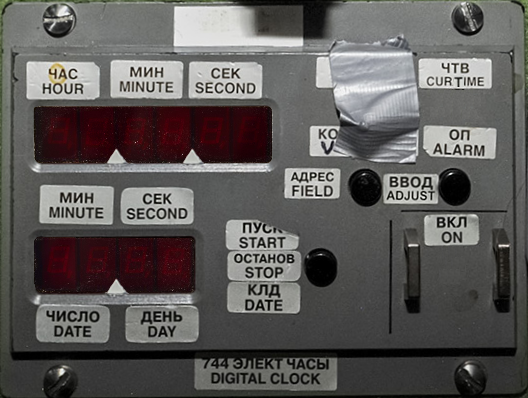 ЧАС
HOUR
МИН
MINUTE
СЕК
SECOND
ЧТВ
CUR TIME
КО
ОП
ALARM
АДРЕС
FIELD
ВВОД
ADJUST
МИН
MINUTE
СЕК
SECOND
ПУСК
START
ОСТАНОВ
STOP
КЛД
DATE
ВКЛ
ON
ЧИСЛО
DATE
ДЕНЬ
DAY
744 ЭЛЕКТ ЧАСЫ
DIGITAL CLOCK